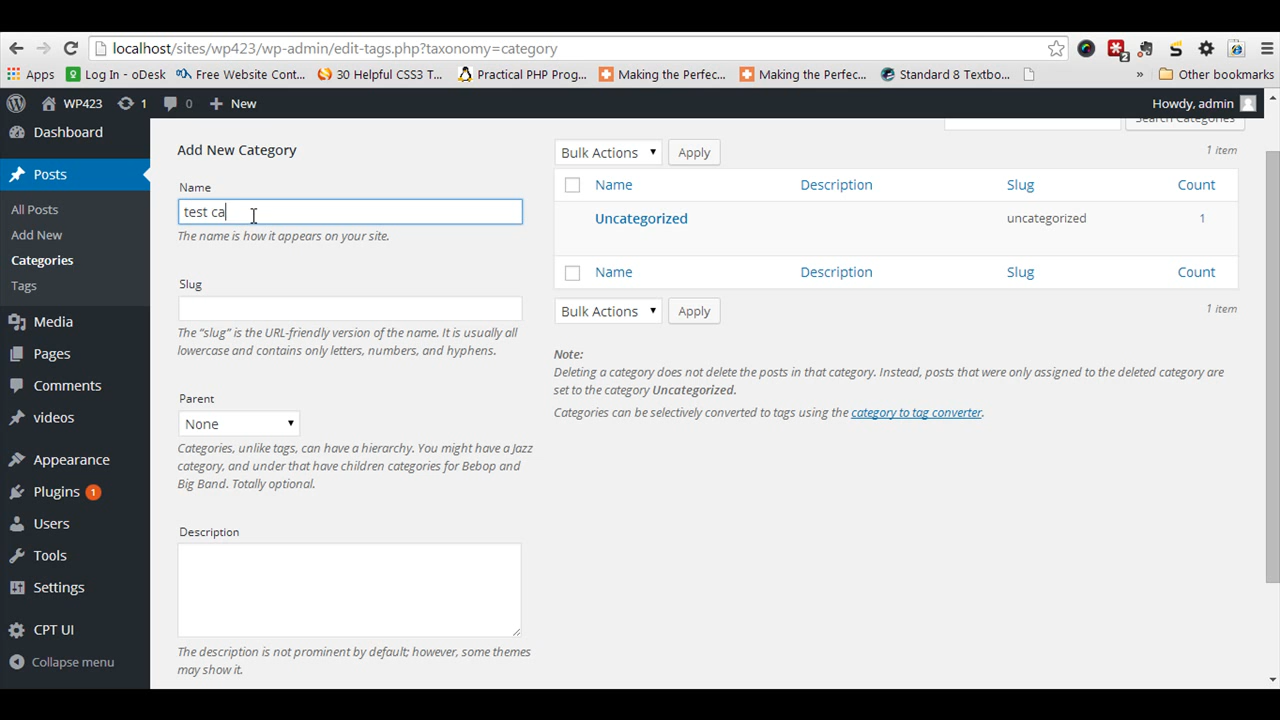 localhost/sites/wp423/wp-admin/edit-tags.php?taxonomy=category
2
Apps Log In - oDesk Free Website Cont... 30 Helpful CSS3 T... Practical PHP Prog... Making the Perfec... Making the Perfec... Standard 8 Textbo... » Other bookmarks
WP423 1 0 New Howdy, admin
Dashboard
Posts
All Posts
Add New
Categories
Tags
Media
Pages
Comments
videos
Appearance
Plugins 1
Users
Tools
Settings
CPT UI
Collapse menu
Add New Category
Name
test ca
The name is how it appears on your site.
Slug
The “slug” is the URL-friendly version of the name. It is usually all
lowercase and contains only letters, numbers, and hyphens.
Parent
None
Categories, unlike tags, can have a hierarchy. You might have a Jazz
category, and under that have children categories for Bebop and
Big Band. Totally optional.
Description
The description is not prominent by default; however, some themes
may show it.
Search Categories
Bulk Actions Apply 1 item
Name Description Slug Count
Uncategorized uncategorized 1
Name Description Slug Count
Bulk Actions Apply 1 item
Note:
Deleting a category does not delete the posts in that category. Instead, posts that were only assigned to the deleted category are
set to the category Uncategorized.
Categories can be selectively converted to tags using the category to tag converter.